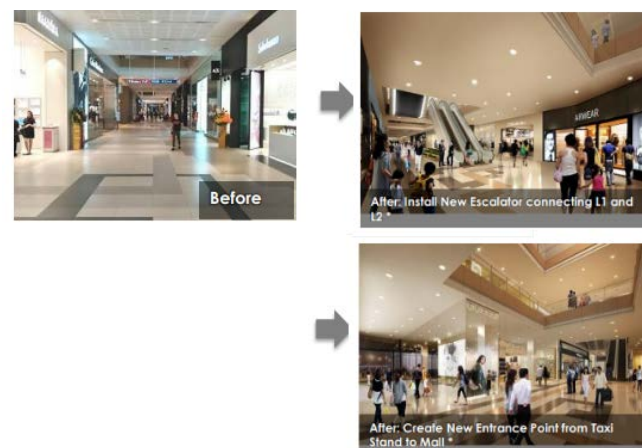 Before
AIRWEAR
After: Install New Escalator connecting L1 and
L2 *
After: Create New Entrance Point from Taxi
Stand to Mall *